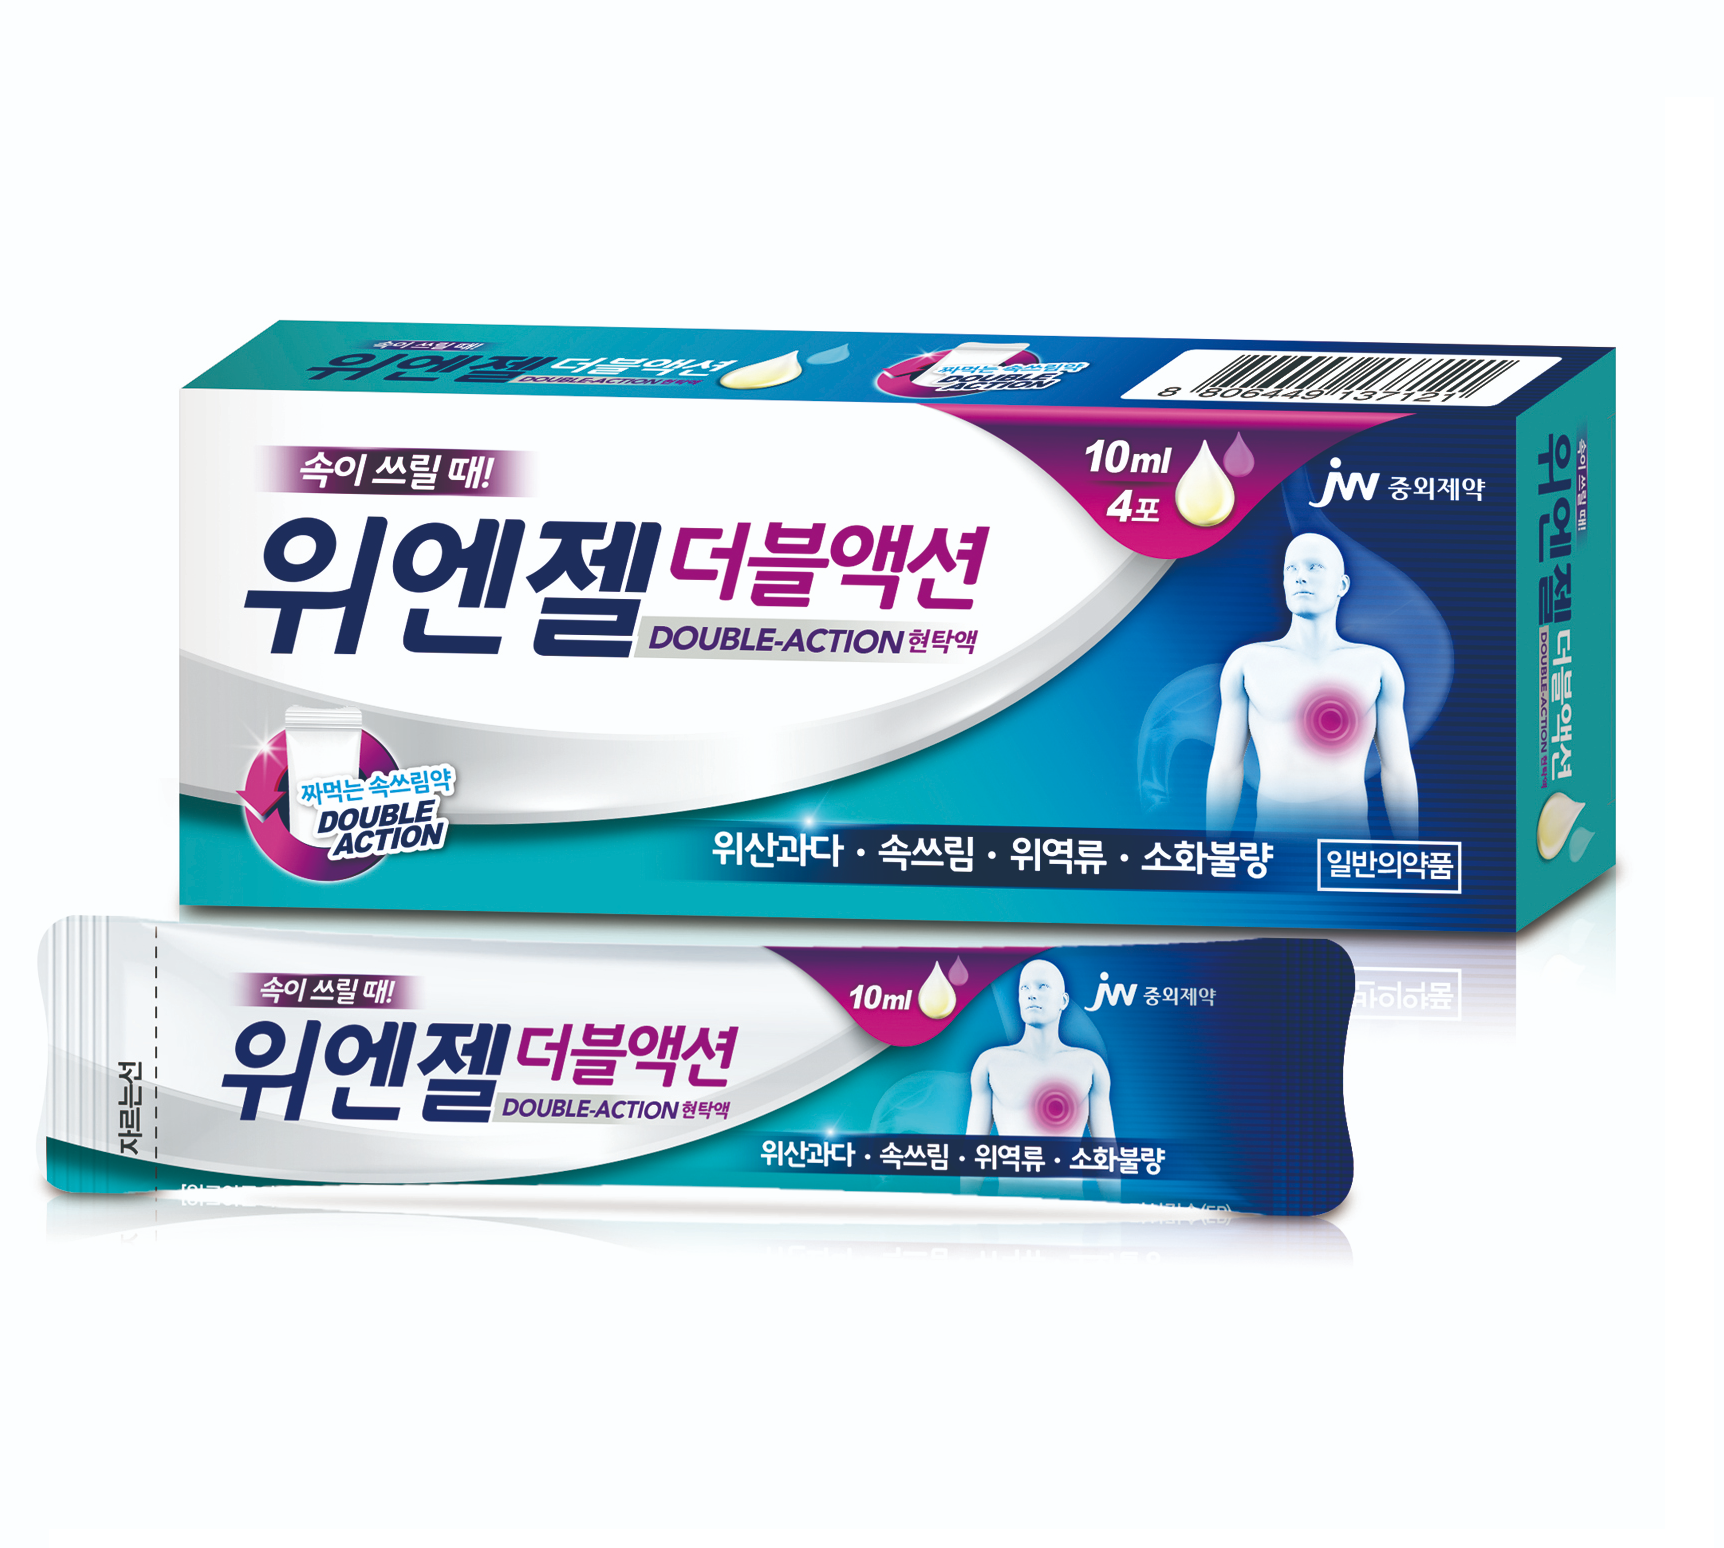 속이 쓰릴 때!
위엔젤 더블액션
DOUBLE-ACTION 현탁액
짜먹는 속쓰림약
DOUBLE
ACTION
8 806449 137121
속이 쓰릴 때!
위엔젤 더블액션
DOUBLE-ACTION 현탁액
10ml
4포
jw 중외제약
짜먹는 속쓰림약
DOUBLE
ACTION
위산과다 · 속쓰림 · 위역류 · 소화불량
일반의약품
속이 쓰릴 때!
위엔젤 더블액션
DOUBLE-ACTION 현탁액
자르는선
속이 쓰릴 때!
위엔젤 더블액션
DOUBLE-ACTION 현탁액
10ml
jw 중외제약
위산과다 · 속쓰림 · 위역류 · 소화불량